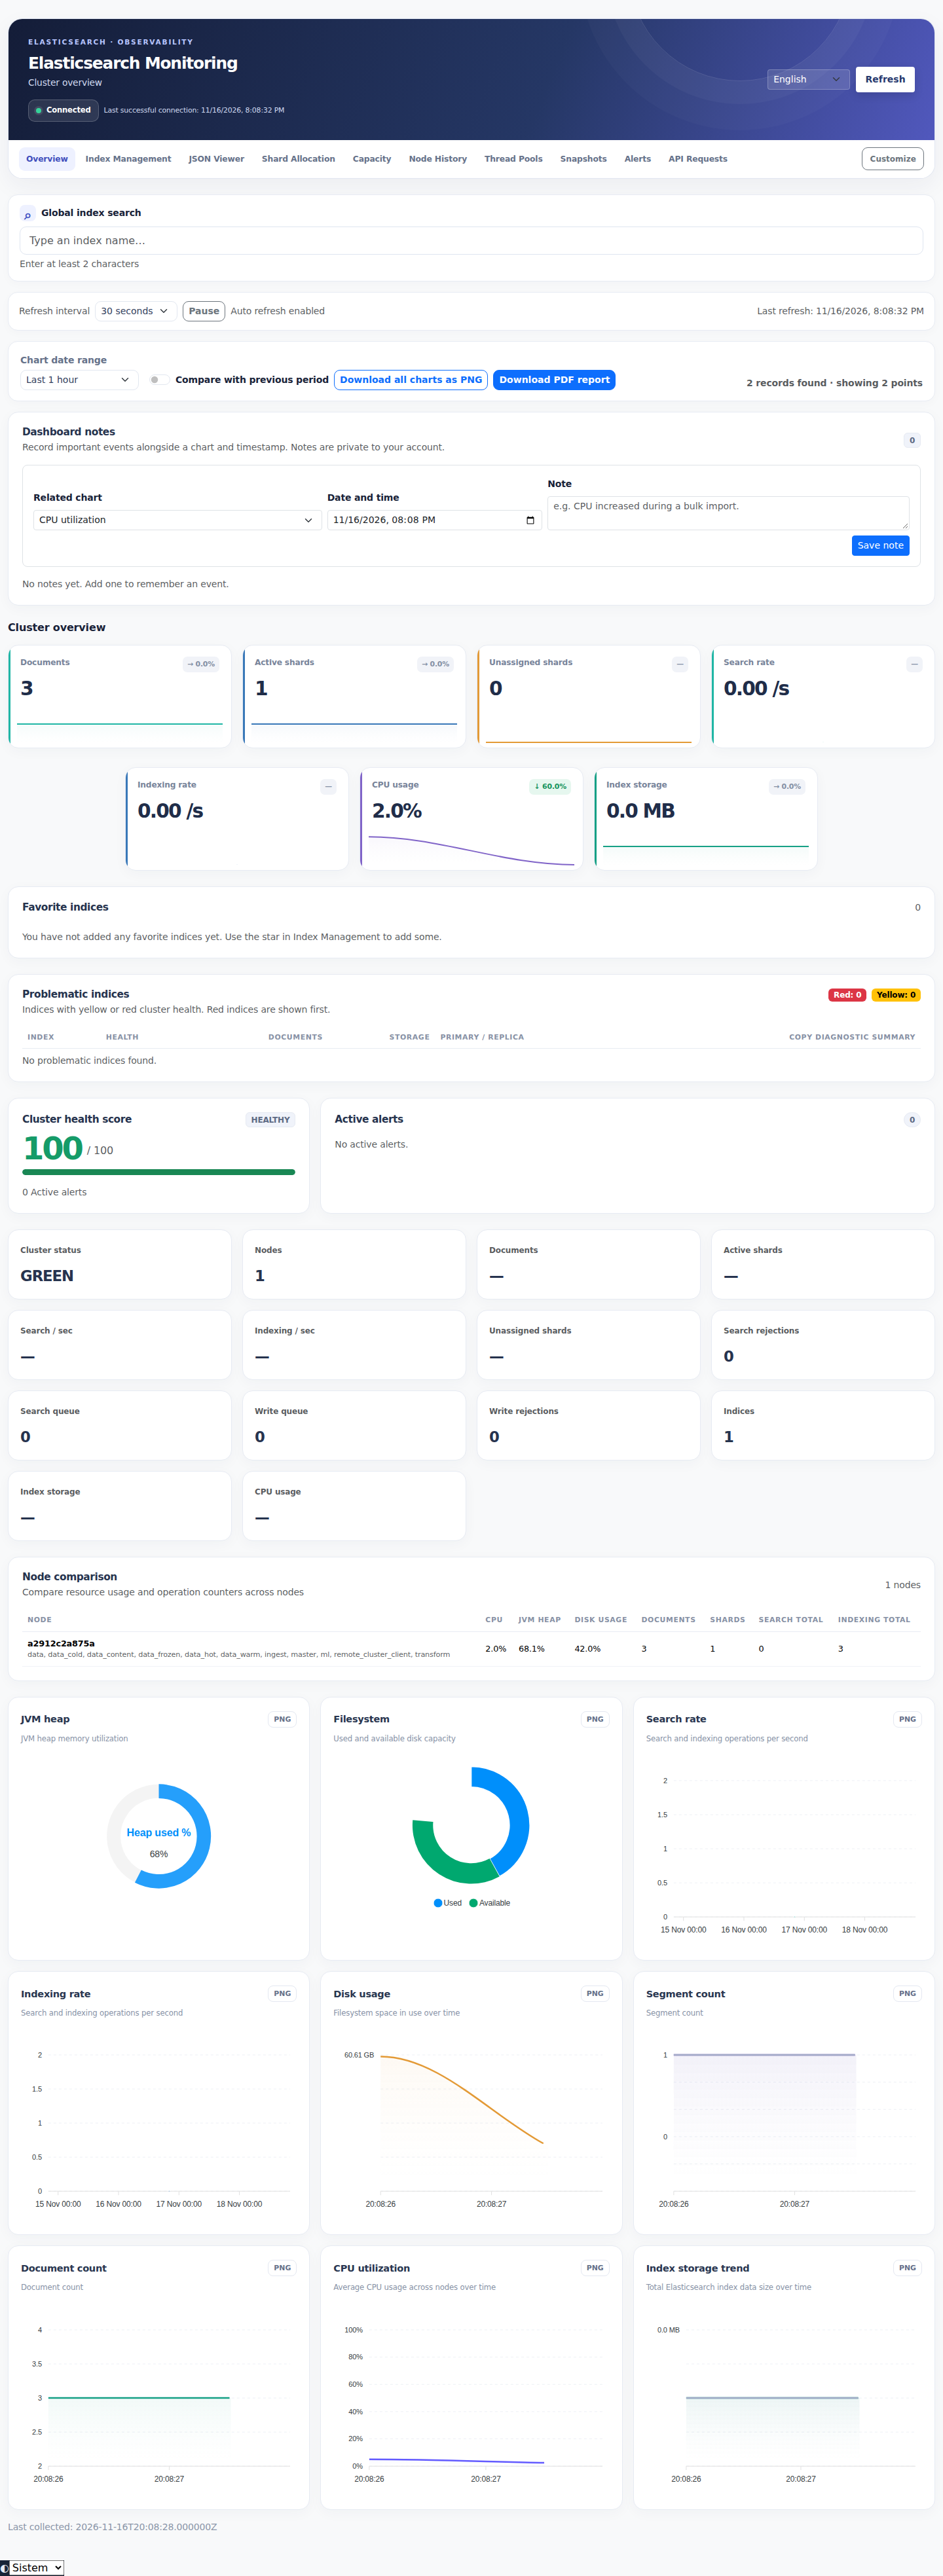 ELASTICSEARCH • OBSERVABILITY
Elasticsearch Monitoring
Cluster overview
Connected Last successful connection: 11/16/2026, 8:08:32 PM
English Refresh
Overview Index Management JSON Viewer Shard Allocation Capacity Node History Thread Pools Snapshots Alerts API Requests Customize
Global index search
Type an index name...
Enter at least 2 characters
Refresh interval 30 seconds Pause Auto refresh enabled Last refresh: 11/16/2026, 8:08:32 PM
Chart date range
Last 1 hour Compare with previous period Download all charts as PNG Download PDF report 2 records found · showing 2 points
Dashboard notes
Record important events alongside a chart and timestamp. Notes are private to your account.
0
Related chart Date and time Note
CPU utilization 11/16/2026, 08:08 PM e.g. CPU increased during a bulk import.
Save note
No notes yet. Add one to remember an event.
Cluster overview
Documents → 0.0%
3
Active shards → 0.0%
1
Unassigned shards —
0
Search rate —
0.00 /s
Indexing rate —
0.00 /s
CPU usage ↓ 60.0%
2.0%
Index storage → 0.0%
0.0 MB
Favorite indices 0
You have not added any favorite indices yet. Use the star in Index Management to add some.
Problematic indices Red: 0 Yellow: 0
Indices with yellow or red cluster health. Red indices are shown first.
INDEX HEALTH DOCUMENTS STORAGE PRIMARY / REPLICA COPY DIAGNOSTIC SUMMARY
No problematic indices found.
Cluster health score HEALTHY
100 / 100
0 Active alerts
Active alerts 0
No active alerts.
Cluster status Nodes Documents Active shards
GREEN 1 — —
Search / sec Indexing / sec Unassigned shards Search rejections
— — — 0
Search queue Write queue Write rejections Indices
0 0 0 1
Index storage CPU usage
— —
Node comparison 1 nodes
Compare resource usage and operation counters across nodes
NODE CPU JVM HEAP DISK USAGE DOCUMENTS SHARDS SEARCH TOTAL INDEXING TOTAL
a2912c2a875a 2.0% 68.1% 42.0% 3 1 0 3
data, data_cold, data_content, data_frozen, data_hot, data_warm, ingest, master, ml, remote_cluster_client, transform
JVM heap PNG
JVM heap memory utilization
Heap used %
68%
Filesystem PNG
Used and available disk capacity
Used Available
Search rate PNG
Search and indexing operations per second
2
1.5
1
0.5
0
15 Nov 00:00 16 Nov 00:00 17 Nov 00:00 18 Nov 00:00
Indexing rate PNG
Search and indexing operations per second
2
1.5
1
0.5
0
15 Nov 00:00 16 Nov 00:00 17 Nov 00:00 18 Nov 00:00
Disk usage PNG
Filesystem space in use over time
60.61 GB
20:08:26 20:08:27
Segment count PNG
Segment count
1
0
20:08:26 20:08:27
Document count PNG
Document count
4
3.5
3
2.5
2
20:08:26 20:08:27
CPU utilization PNG
Average CPU usage across nodes over time
100%
80%
60%
40%
20%
0%
20:08:26 20:08:27
Index storage trend PNG
Total Elasticsearch index data size over time
0.0 MB
20:08:26 20:08:27
Last collected: 2026-11-16T20:08:28.000000Z
Sistem